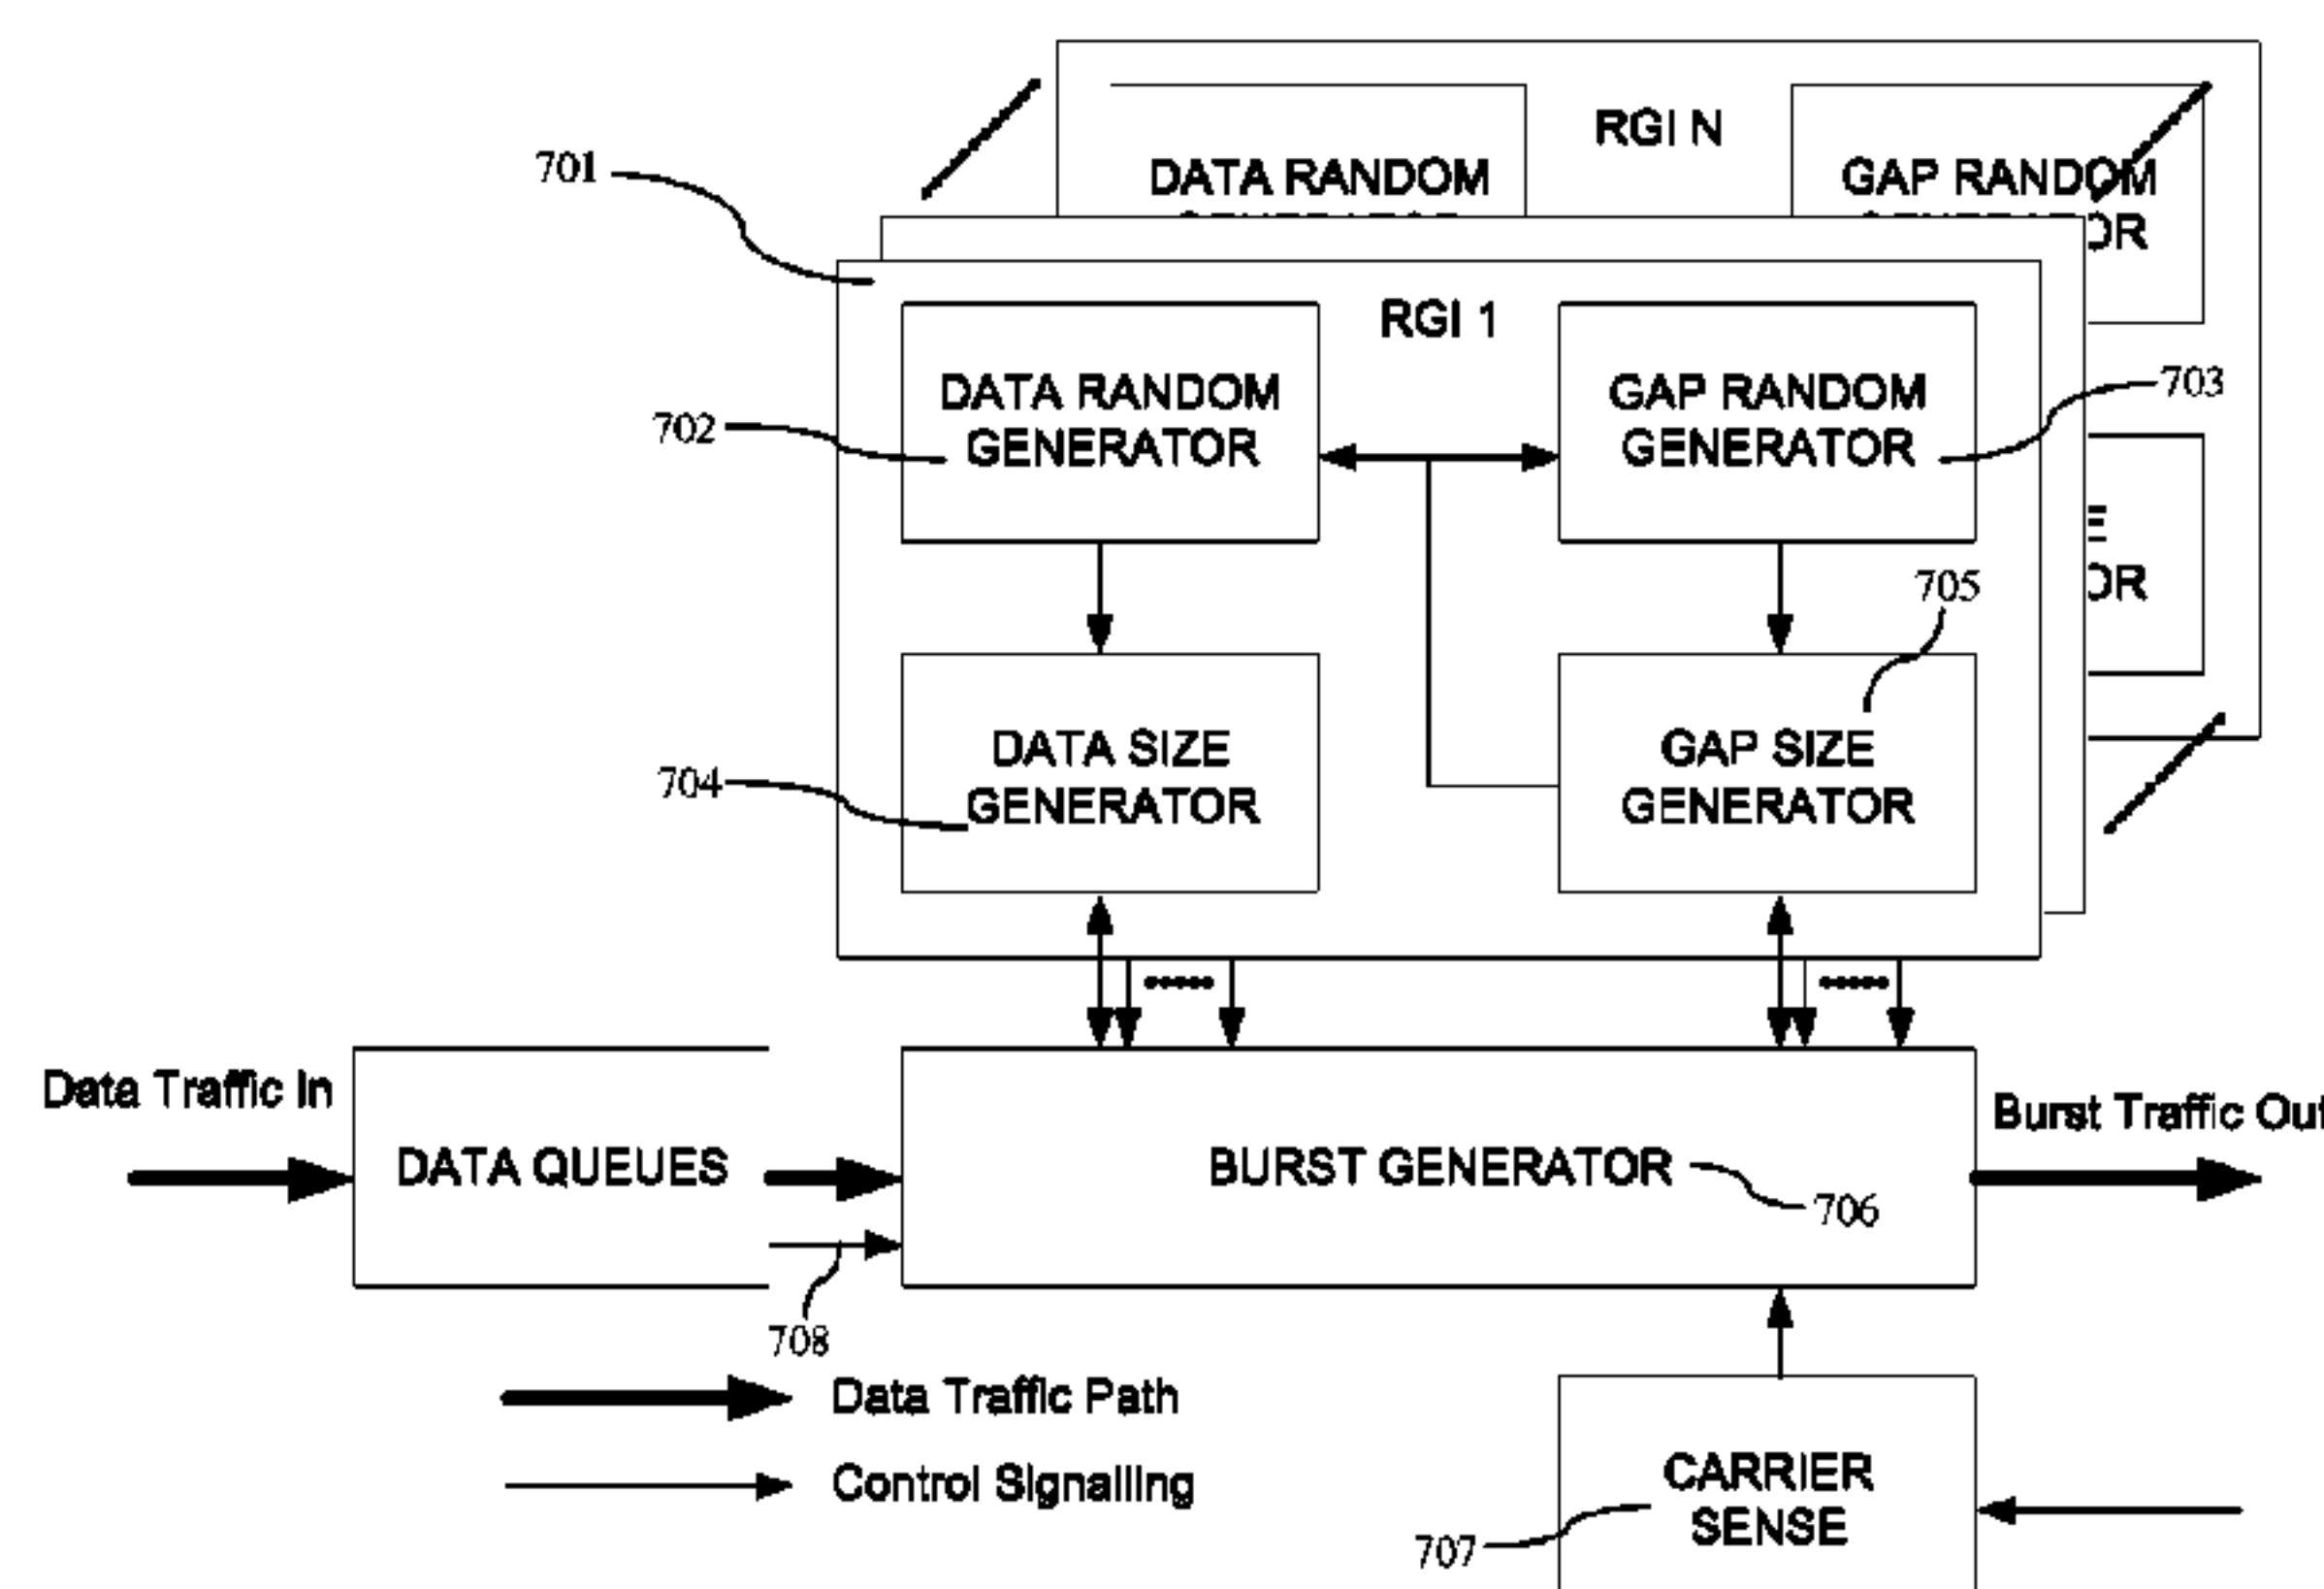 RGI N
DATA RANDOM
GAP RANDOM
701
RGI 1
DATA RANDOM
GENERATOR
GAP RANDOM
GENERATOR
702
703
705
DATA SIZE
GENERATOR
GAP SIZE
GENERATOR
704
Data Traffic In
DATA QUEUES
BURST GENERATOR
706
Burst Traffic Out
708
Data Traffic Path
Control Signalling
CARRIER
SENSE
707